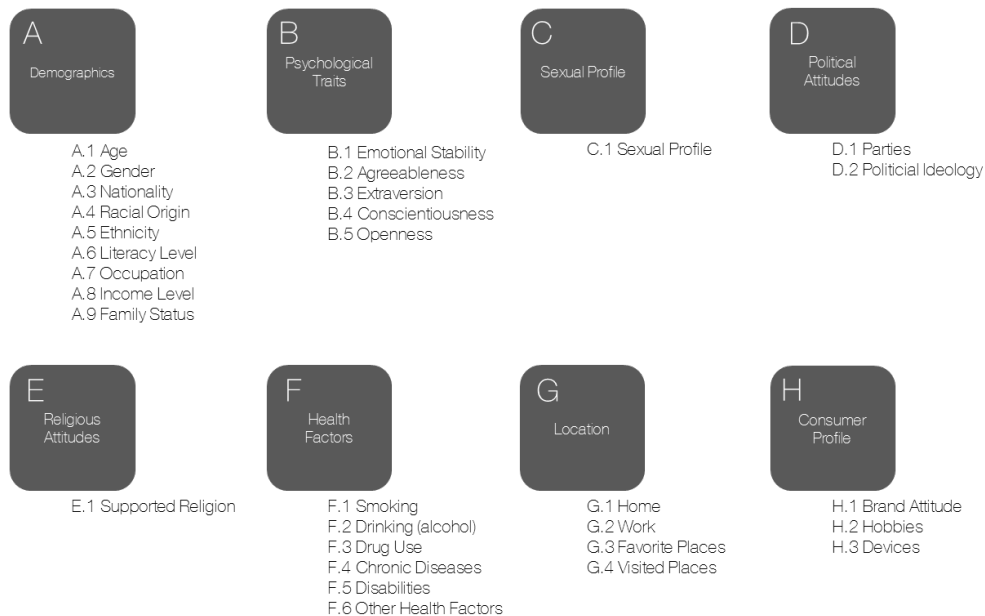 A
Demographics
A.1 Age
A.2 Gender
A.3 Nationality
A.4 Racial Origin
A.5 Ethnicity
A.6 Literacy Level
A.7 Occupation
A.8 Income Level
A.9 Family Status
B
Psychological
Traits
B.1 Emotional Stability
B.2 Agreeableness
B.3 Extraversion
B.4 Conscientiousness
B.5 Openness
C
Sexual Profile
C.1 Sexual Profile
D
Political
Attitudes
D.1 Parties
D.2 Politicial Ideology
E
Religious
Attitudes
E.1 Supported Religion
F
Health
Factors
F.1 Smoking
F.2 Drinking (alcohol)
F.3 Drug Use
F.4 Chronic Diseases
F.5 Disabilities
F.6 Other Health Factors
G
Location
G.1 Home
G.2 Work
G.3 Favorite Places
G.4 Visited Places
H
Consumer
Profile
H.1 Brand Attitude
H.2 Hobbies
H.3 Devices